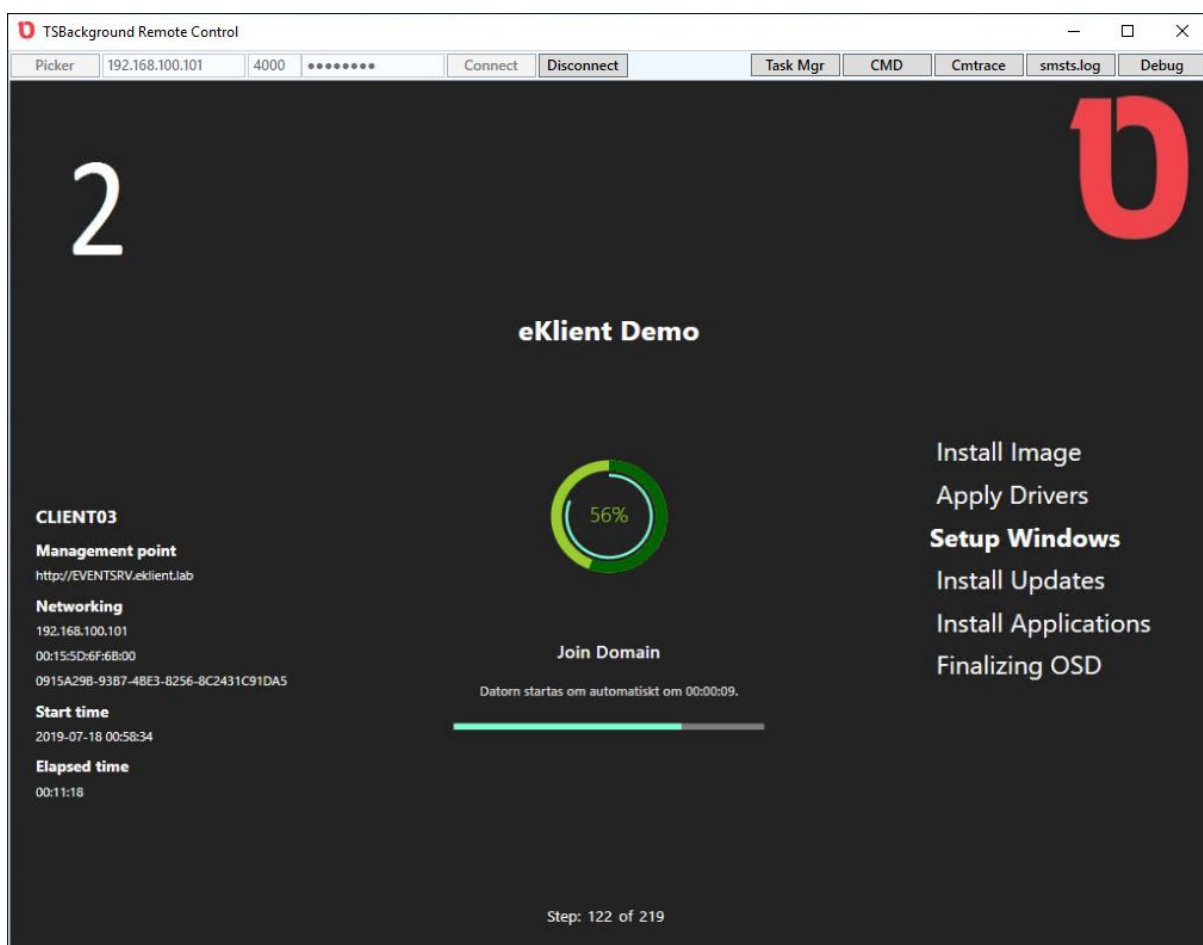 TSBackground Remote Control
Picker 192.168.100.101 4000 •••••••• Connect Disconnect Task Mgr CMD Cmtrace smsts.log Debug
2
eKlient Demo
56%
Join Domain
Datorn startas om automatiskt om 00:00:09.
CLIENT03
Management point
http://EVENTSRV.eklient.lab
Networking
192.168.100.101
00:15:5D:6F:6B:00
0915A29B-93B7-4BE3-8256-8C2431C91DA5
Start time
2019-07-18 00:58:34
Elapsed time
00:11:18
Install Image
Apply Drivers
Setup Windows
Install Updates
Install Applications
Finalizing OSD
Step: 122 of 219